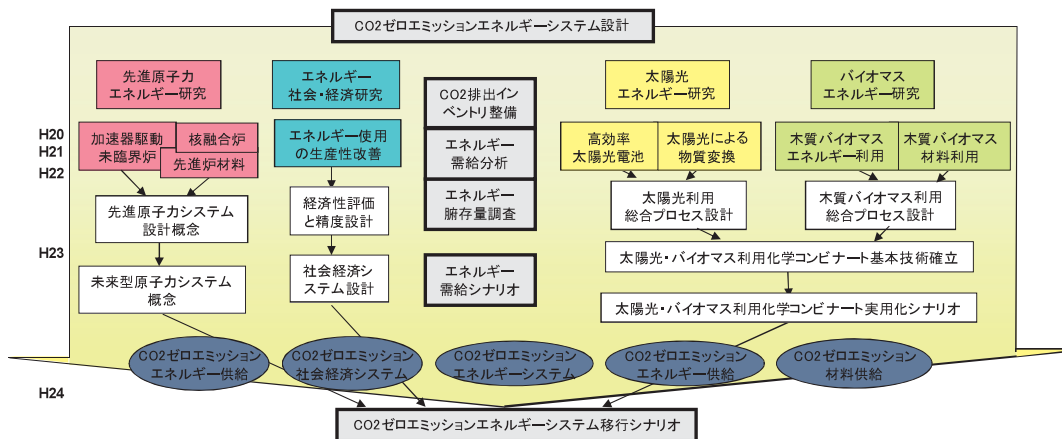 CO2ゼロエミッションエネルギーシステム設計
先進原子力
エネルギー研究
エネルギー
社会・経済研究
CO2排出イン
ベントリ整備
太陽光
エネルギー研究
バイオマス
エネルギー研究
H20
H21
H22
H23
H24
加速器駆動
未臨界炉
核融合炉
先進炉材料
エネルギー使用
の生産性改善
エネルギー
需給分析
高効率
太陽光電池
太陽光による
物質変換
木質バイオマス
エネルギー利用
木質バイオマス
材料利用
先進原子力システム
設計概念
経済性評価
と精度設計
エネルギー
腑存量調査
太陽光利用
総合プロセス設計
木質バイオマス利用
総合プロセス設計
未来型原子力システム
概念
社会経済シ
ステム設計
エネルギー
需給シナリオ
太陽光・バイオマス利用化学コンビナート基本技術確立
太陽光・バイオマス利用化学コンビナート実用化シナリオ
CO2ゼロエミッション
エネルギー供給
CO2ゼロエミッション
社会経済システム
CO2ゼロエミッション
エネルギーシステム
CO2ゼロエミッション
エネルギー供給
CO2ゼロエミッション
材料供給
CO2ゼロエミッションエネルギーシステム移行シナリオ